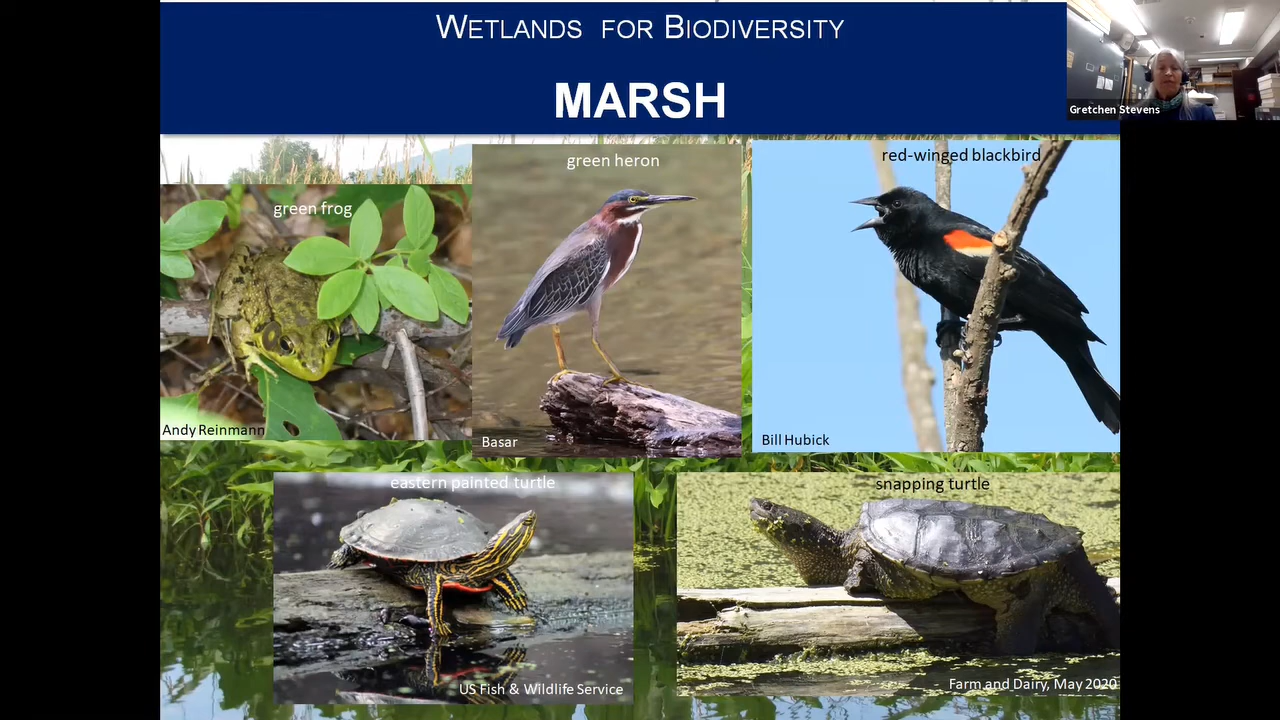 WETLANDS FOR BIODIVERSITY
MARSH
Gretchen Stevens
green frog
Andy Reinmann
green heron
Basar
red-winged blackbird
Bill Hubick
eastern painted turtle
US Fish & Wildlife Service
snapping turtle
Farm and Dairy, May 2020